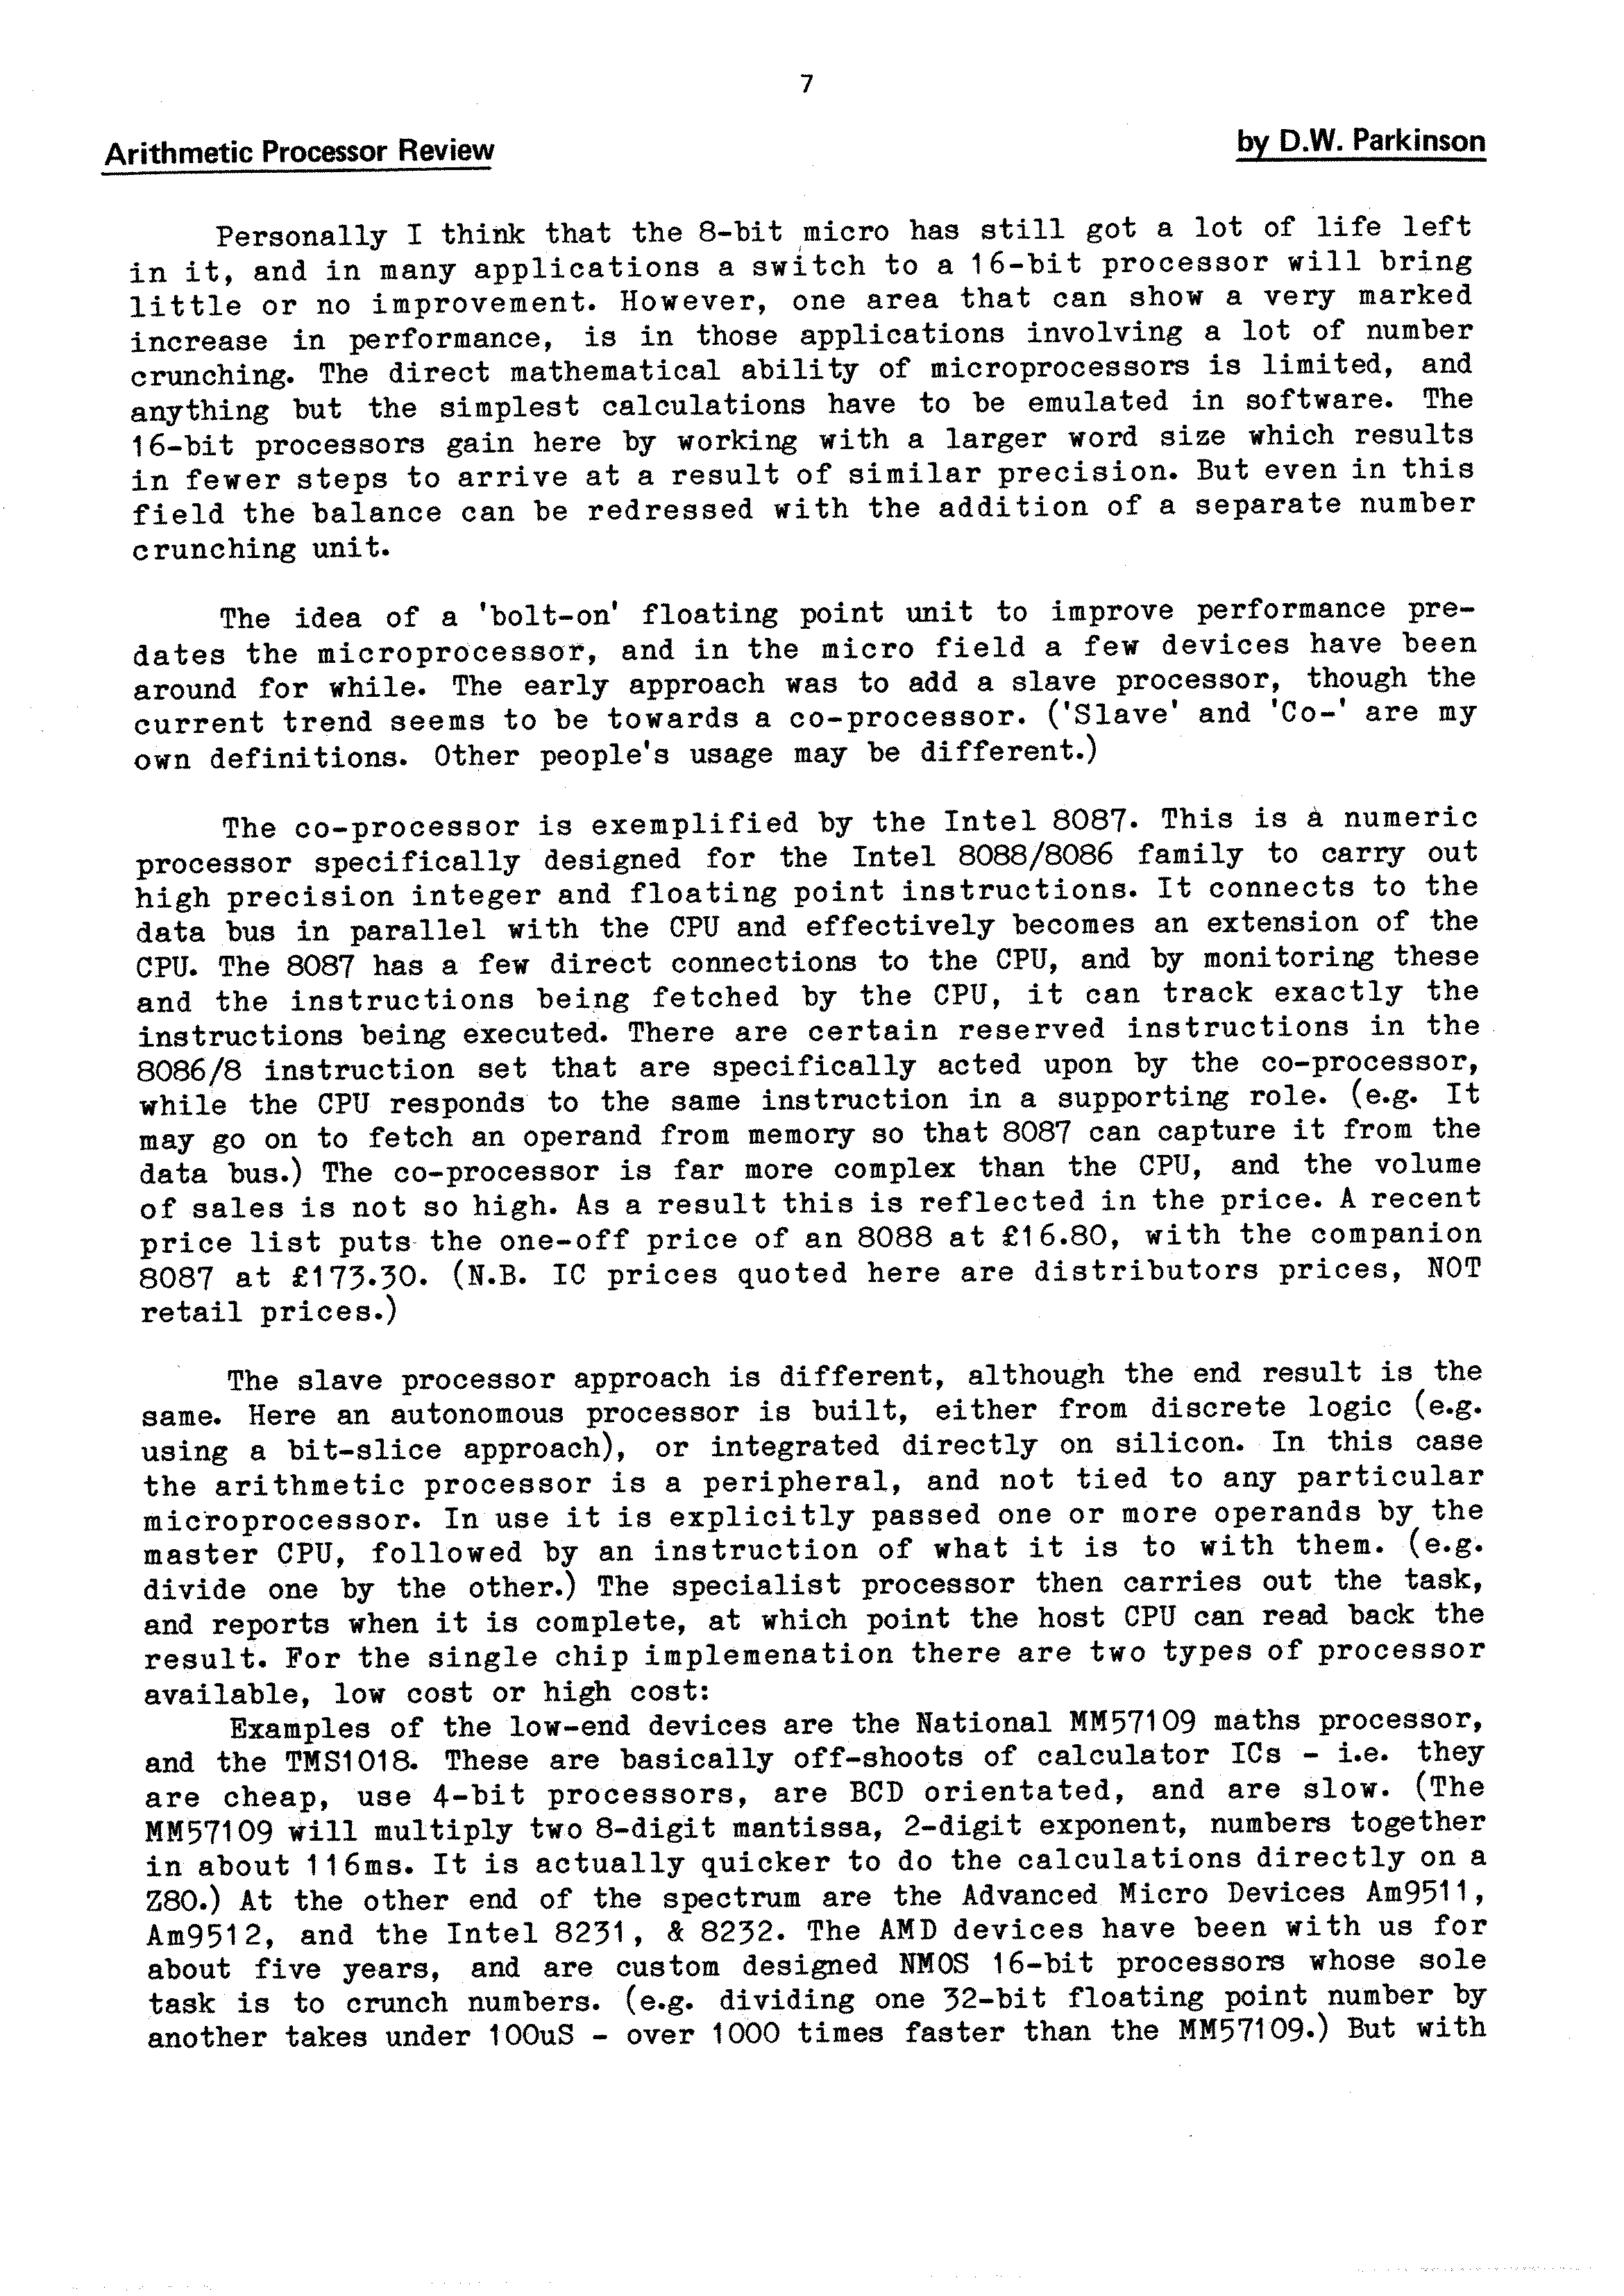 7
Arithmetic Processor Review
by D.W. Parkinson
Personally I think that the 8-bit micro has still got a lot of life left
in it, and in many applications a switch to a 16-bit processor will bring
little or no improvement. However, one area that can show a very marked
increase in performance, is in those applications involving a lot of number
crunching. The direct mathematical ability of microprocessors is limited, and
anything but the simplest calculations have to be emulated in software. The
16-bit processors gain here by working with a larger word size which results
in fewer steps to arrive at a result of similar precision. But even in this
field the balance can be redressed with the addition of a separate number
crunching unit.
The idea of a 'bolt-on' floating point unit to improve performance pre-
dates the microprocessor, and in the micro field a few devices have been
around for while. The early approach was to add a slave processor, though the
current trend seems to be towards a co-processor. ('Slave' and 'Co-' are my
own definitions. Other people's usage may be different.)
The co-processor is exemplified by the Intel 8087. This is a numeric
processor specifically designed for the Intel 8088/8086 family to carry out
high precision integer and floating point instructions. It connects to the
data bus in parallel with the CPU and effectively becomes an extension of the
CPU. The 8087 has a few direct connections to the CPU, and by monitoring these
and the instructions being fetched by the CPU, it can track exactly the
instructions being executed. There are certain reserved instructions in the
8086/8 instruction set that are specifically acted upon by the co-processor,
while the CPU responds to the same instruction in a supporting role. (e.g. It
may go on to fetch an operand from memory so that 8087 can capture it from the
data bus.) The co-processor is far more complex than the CPU, and the volume
of sales is not so high. As a result this is reflected in the price. A recent
price list puts the one-off price of an 8088 at £16.80, with the companion
8087 at £173.30. (N.B. IC prices quoted here are distributors prices, NOT
retail prices.)
The slave processor approach is different, although the end result is the
same. Here an autonomous processor is built, either from discrete logic (e.g.
using a bit-slice approach), or integrated directly on silicon. In this case
the arithmetic processor is a peripheral, and not tied to any particular
microprocessor. In use it is explicitly passed one or more operands by the
master CPU, followed by an instruction of what it is to with them. (e.g.
divide one by the other.) The specialist processor then carries out the task,
and reports when it is complete, at which point the host CPU can read back the
result. For the single chip implemenation there are two types of processor
available, low cost or high cost:
Examples of the low-end devices are the National MM57109 maths processor,
and the TMS1018. These are basically off-shoots of calculator ICs - i.e. they
are cheap, use 4-bit processors, are BCD orientated, and are slow. (The
MM57109 will multiply two 8-digit mantissa, 2-digit exponent, numbers together
in about 116ms. It is actually quicker to do the calculations directly on a
Z80.) At the other end of the spectrum are the Advanced Micro Devices Am9511,
Am9512, and the Intel 8231, & 8232. The AMD devices have been with us for
about five years, and are custom designed NMOS 16-bit processors whose sole
task is to crunch numbers. (e.g. dividing one 32-bit floating point number by
another takes under 100uS - over 1000 times faster than the MM57109.) But with